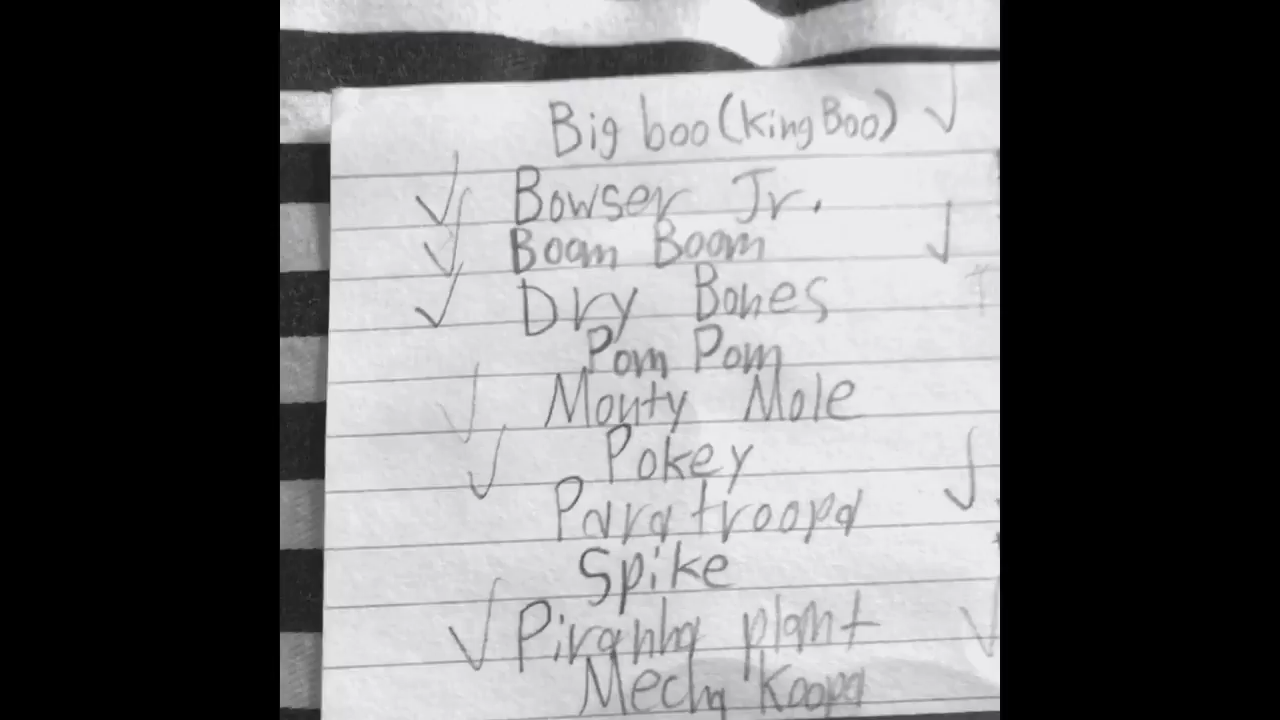 Big boo (King Boo) ✓
✓ Bowser Jr.
✓ Boom Boom ✓
✓ Dry Bones
Pom Pom
✓ Monty Mole
✓ Pokey ✓
Paratroopa
Spike
✓ Piranha plant ✓
Mecha Koopa